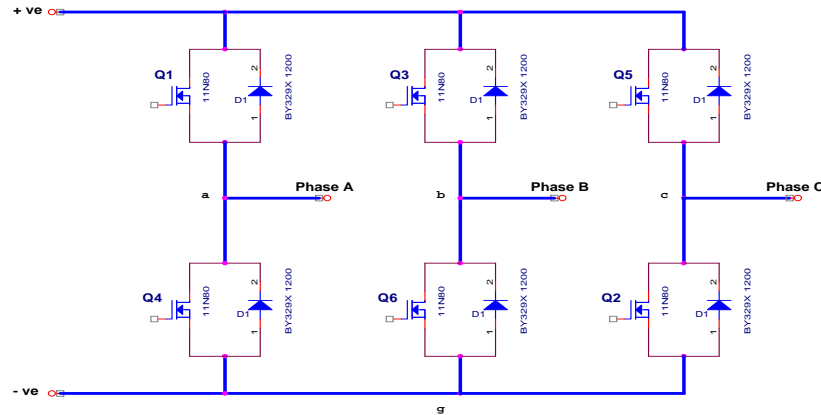 + ve
Q1
11N80
D1
2
1
BY329X 1200
Q3
11N80
D1
2
1
BY329X 1200
Q5
11N80
D1
2
1
BY329X 1200
a
Phase A
b
Phase B
c
Phase C
Q4
11N80
D1
2
1
BY329X 1200
Q6
11N80
D1
2
1
BY329X 1200
Q2
11N80
D1
2
1
BY329X 1200
- ve
g